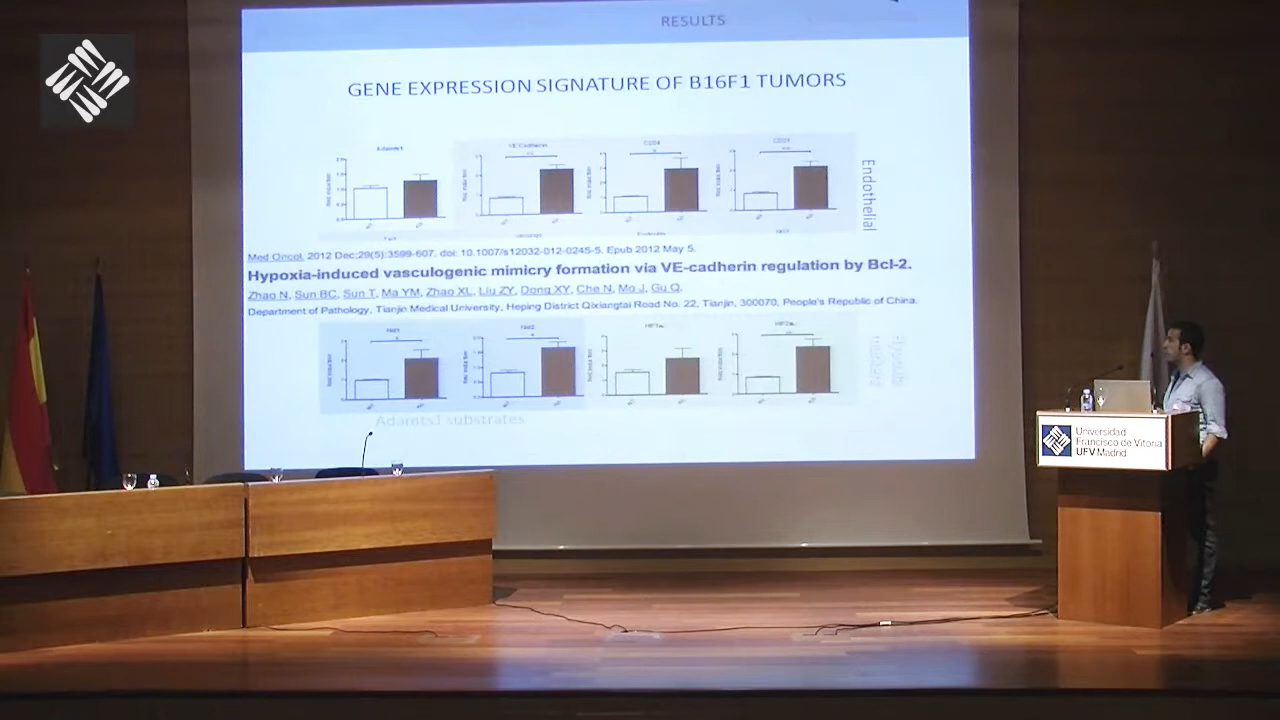 RESULTS
GENE EXPRESSION SIGNATURE OF B16F1 TUMORS
Adamts1
VE Cadherin
CD34
Endothelial
Med Oncol. 2012 Dec;29(5):3599-607. doi: 10.1007/s12032-012-0245-5. Epub 2012 May 5.
Hypoxia-induced vasculogenic mimicry formation via VE-cadherin regulation by Bcl-2.
Zhao N, Sun BC, Sun T, Ma YM, Zhao XL, Liu ZY, Dong XY, Che N, Mo J, Gu Q.
Department of Pathology, Tianjin Medical University, Heping District Qixiangtai Road No. 22, Tianjin, 300070, People's Republic of China.
Nid1
Nid2
Adamts1 substrates
Universidad
Francisco de Vitoria
UFV Madrid